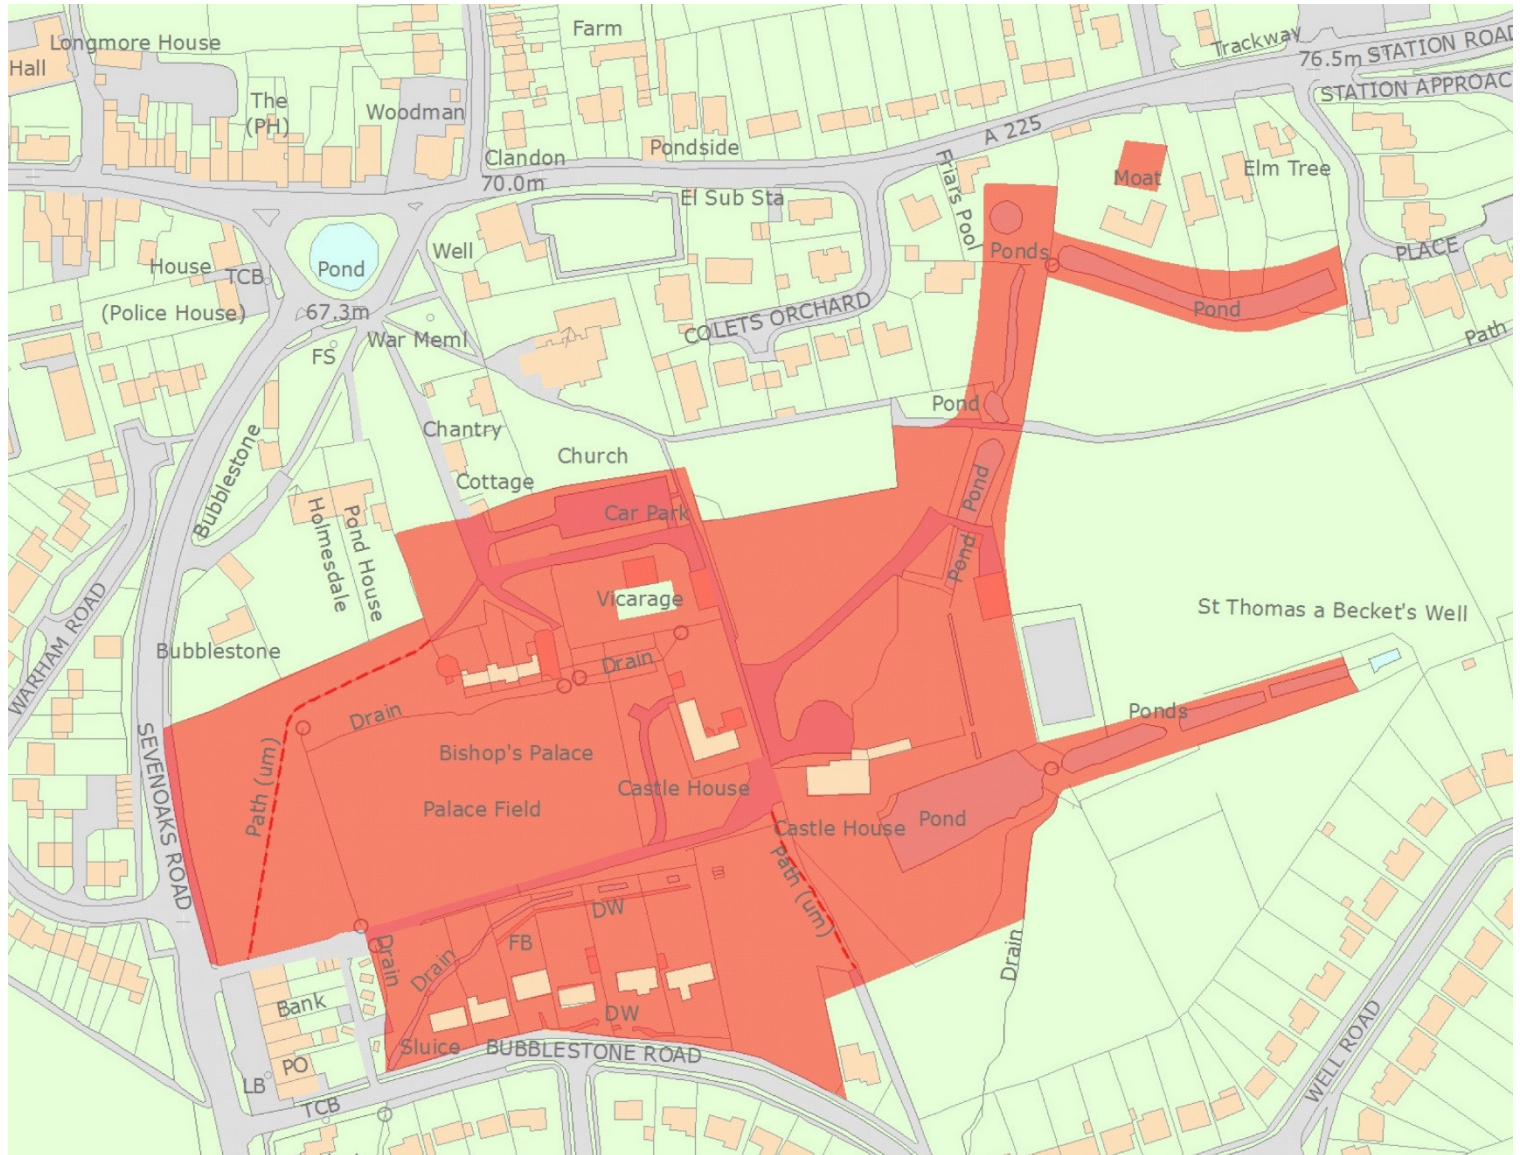 Longmore House
Hall
The
(PH)
Woodman
Farm
Pondside
Clandon
70.0m
El Sub Sta
A 225
Trackway
76.5m
STATION ROAD
STATION APPROAC
Friars Pool
Moat
Elm Tree
PLACE
Path
Ponds
Pond
House
TCB
Pond
Well
(Police House)
67.3m
FS
War Meml
COLETS ORCHARD
Pond
Chantry
Cottage
Church
Bubblestone
Holmesdale
Pond House
Car Park
Pond
Pond
Vicarage
WARHAM ROAD
Bubblestone
Drain
Drain
St Thomas a Becket's Well
Ponds
SEVENOAKS ROAD
Path (um)
Bishop's Palace
Palace Field
Castle House
Castle House
Pond
Path (um)
DW
FB
Drain
Drain
Drain
DW
Bank
PO
LB
TCB
Sluice
BUBBLESTONE ROAD
WELL ROAD